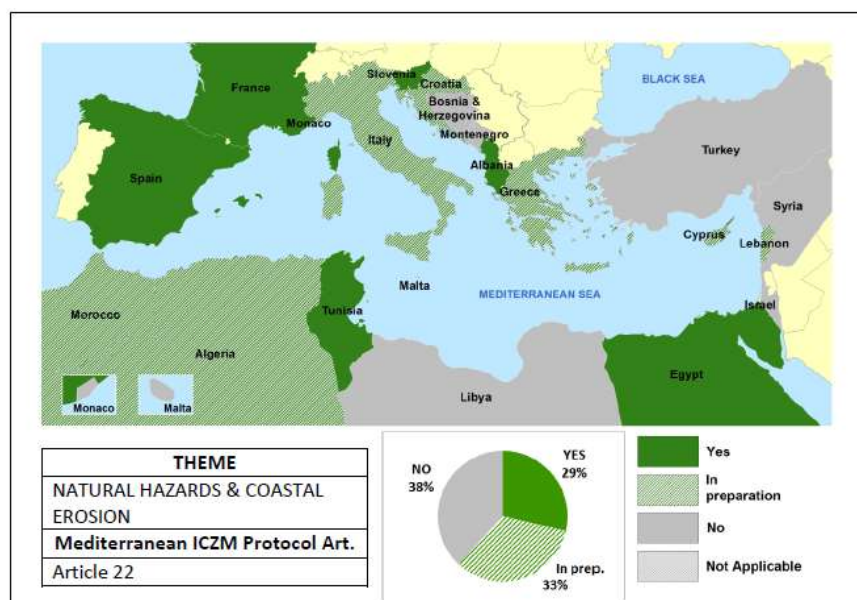 BLACK SEA
Slovenia
Croatia
France
Bosnia &
Herzegovina
Monaco
Italy
Montenegro
Turkey
Spain
Albania
Greece
Syria
Cyprus
Lebanon
Malta
MEDITERRANEAN SEA
Israel
Morocco
Tunisia
Algeria
Egypt
Libya
Monaco
Malta
THEME
NATURAL HAZARDS & COASTAL
EROSION
Mediterranean ICZM Protocol Art.
Article 22
NO
38%
YES
29%
In prep.
33%
Yes
In
preparation
No
Not Applicable